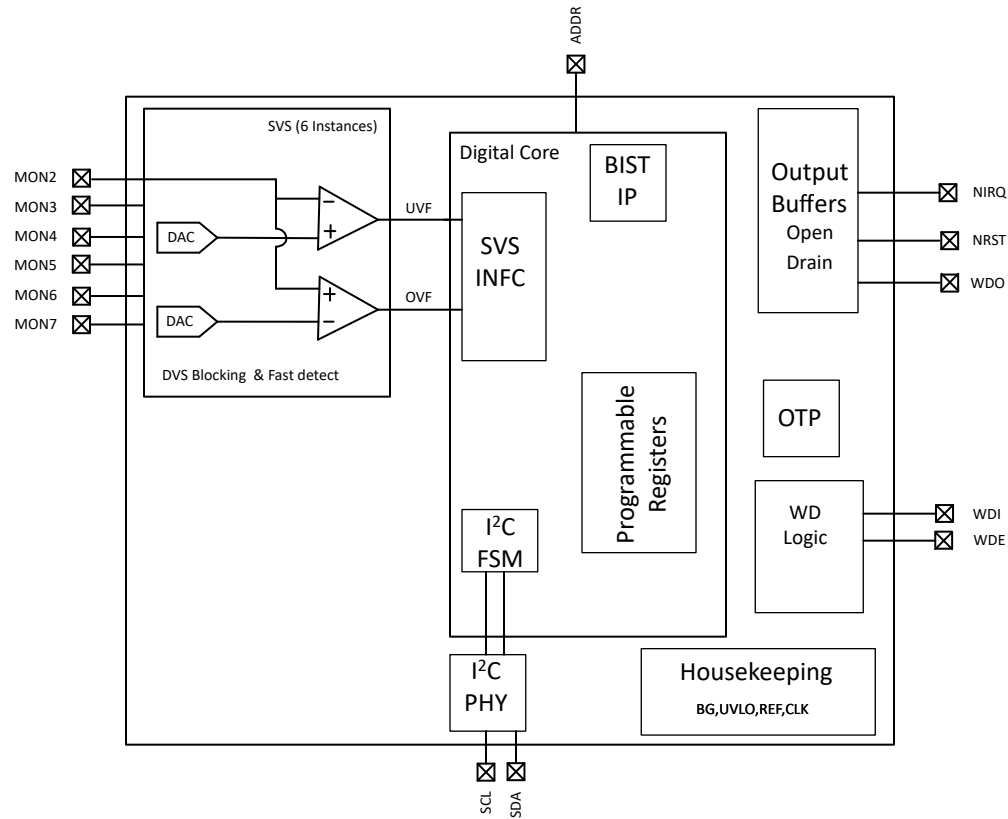 ADDR
SVS (6 Instances)
MON2
MON3
MON4
MON5
MON6
MON7
DAC
DAC
−
+
+
−
UVF
OVF
DVS Blocking & Fast detect
Digital Core
BIST
IP
SVS
INFC
Programmable
Registers
I²C
FSM
I²C
PHY
SCL
SDA
Output
Buffers
Open
Drain
NIRQ
NRST
WDO
OTP
WD
Logic
WDI
WDE
Housekeeping
BG,UVLO,REF,CLK